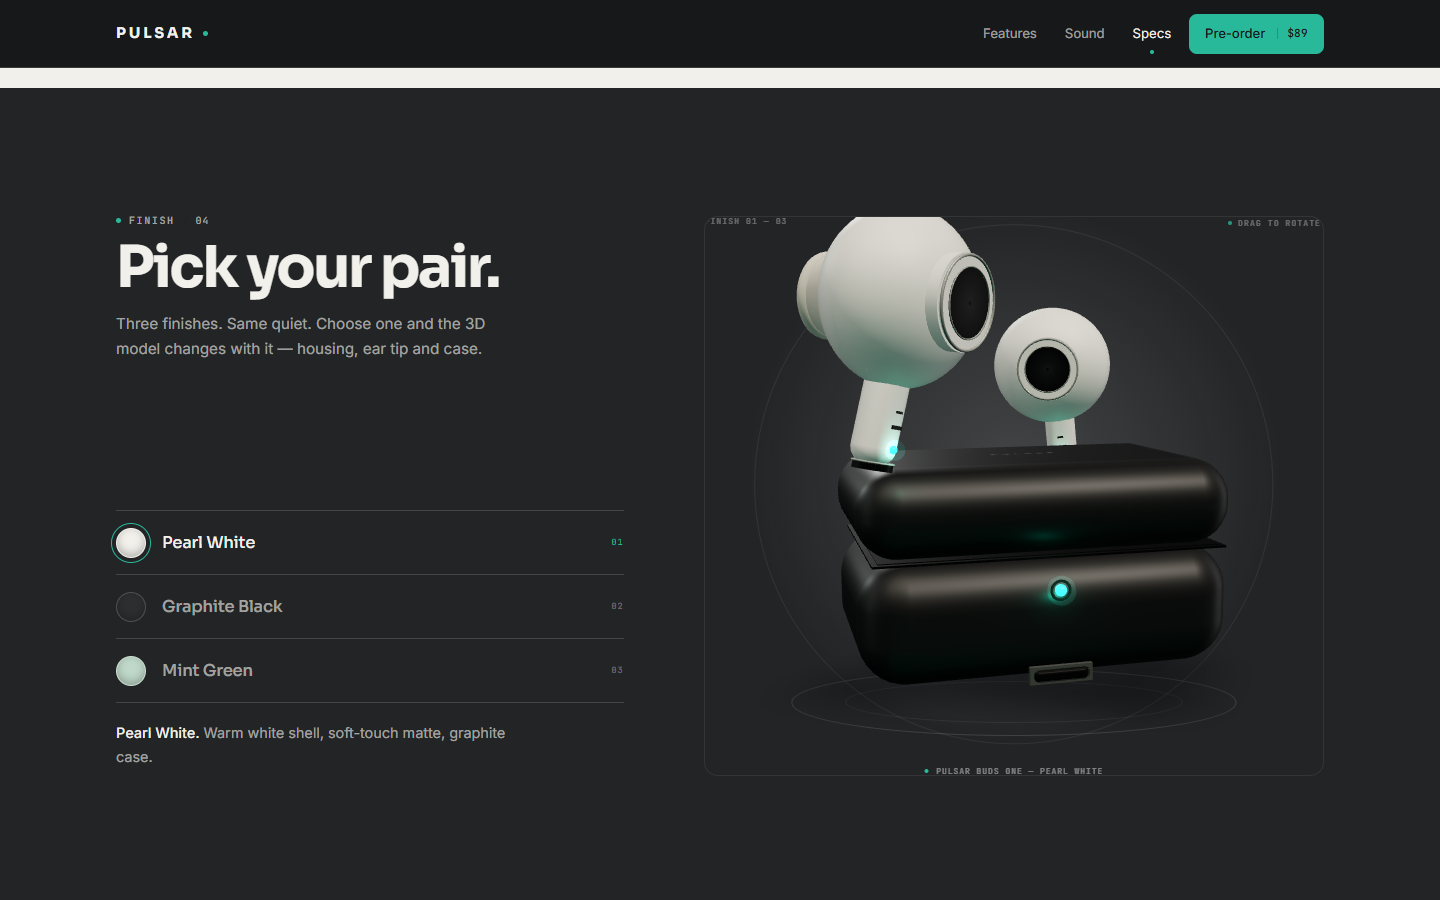 PULSAR
Features
Sound
Specs
Pre-order
$89
FINISH 04
Pick your pair.
Three finishes. Same quiet. Choose one and the 3D
model changes with it — housing, ear tip and case.
Pearl White
01
Graphite Black
02
Mint Green
03
Pearl White. Warm white shell, soft-touch matte, graphite
case.
INISH 01 — 03
DRAG TO ROTATE
PULSAR BUDS ONE — PEARL WHITE